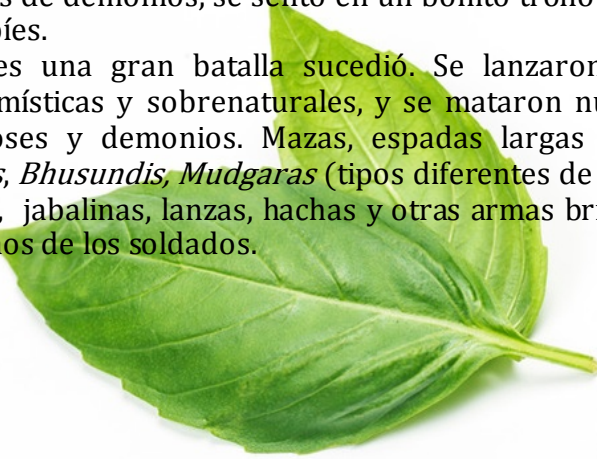 s de demonios, se sentó en un bonito trono
píes.
es una gran batalla sucedió. Se lanzaron
místicas y sobrenaturales, y se mataron nu
oses y demonios. Mazas, espadas largas
s, Bhusundis, Mudgaras (tipos diferentes de
, jabalinas, lanzas, hachas y otras armas bri
nos de los soldados.